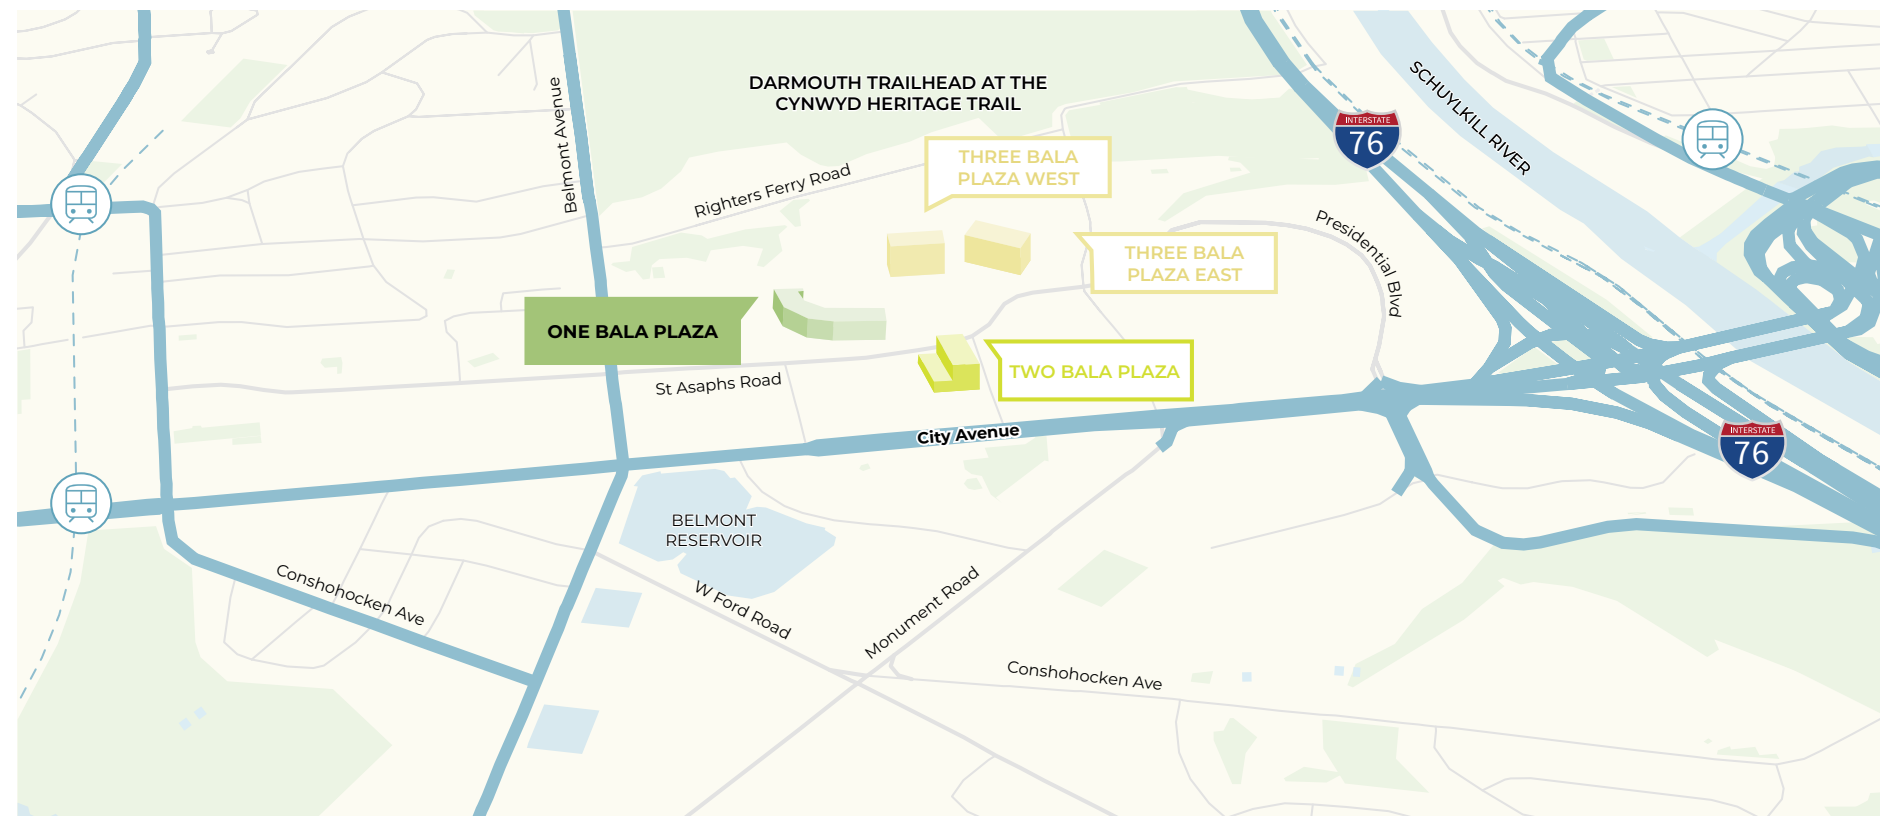 DARMOUTH TRAILHEAD AT THE
CYNWYD HERITAGE TRAIL
SCHUYLKILL RIVER
INTERSTATE
76
Belmont Avenue
THREE BALA
PLAZA WEST
Righters Ferry Road
Presidential Blvd
THREE BALA
PLAZA EAST
ONE BALA PLAZA
TWO BALA PLAZA
St Asaphs Road
City Avenue
INTERSTATE
76
BELMONT
RESERVOIR
Conshohocken Ave
W Ford Road
Monument Road
Conshohocken Ave